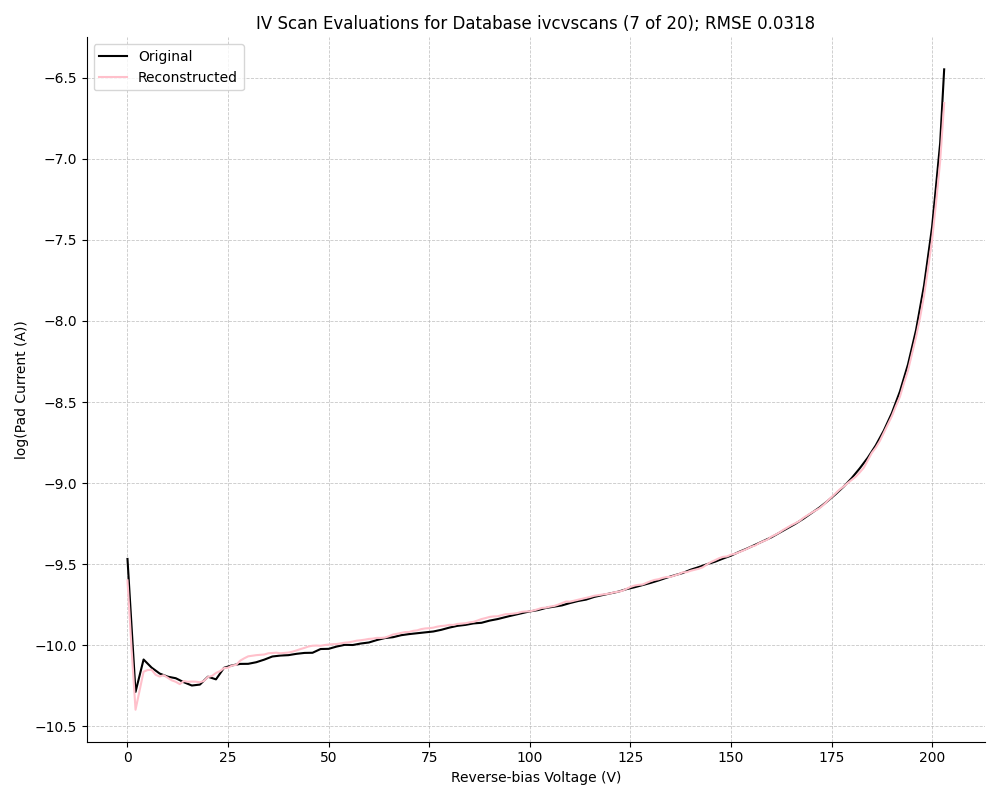 IV Scan Evaluations for Database ivcvscans (7 of 20); RMSE 0.0318
Original
Reconstructed
−6.5
−7.0
−7.5
−8.0
−8.5
−9.0
−9.5
−10.0
−10.5
log(Pad Current (A))
0 25 50 75 100 125 150 175 200
Reverse-bias Voltage (V)